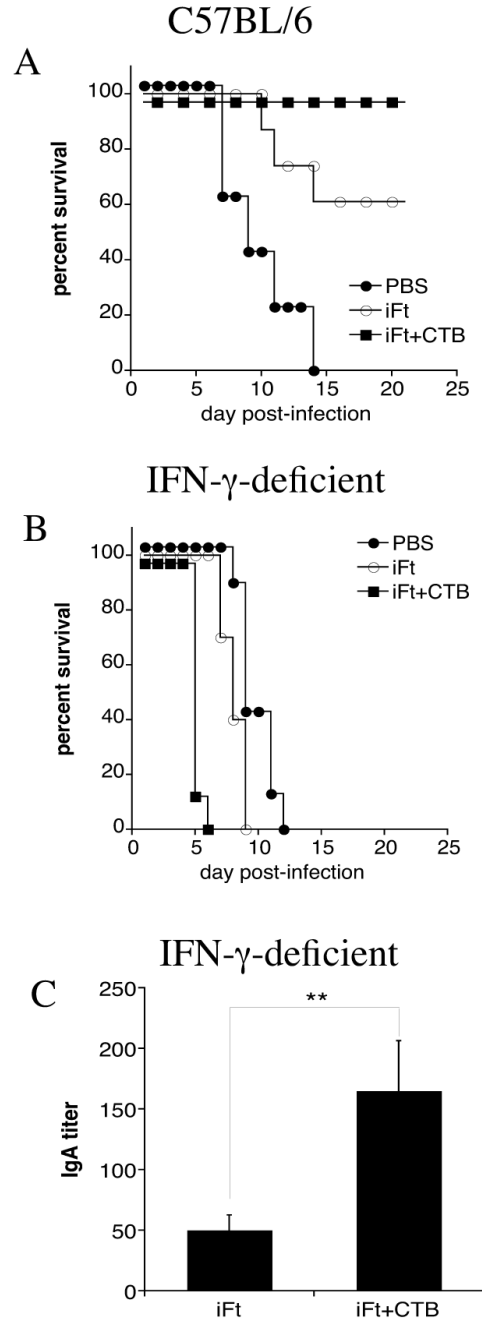 C57BL/6
A
percent survival
100
80
60
40
20
0
PBS
iFt
iFt+CTB
0 5 10 15 20 25
day post-infection
IFN-γ-deficient
B
percent survival
100
80
60
40
20
0
PBS
iFt
iFt+CTB
0 5 10 15 20 25
day post-infection
IFN-γ-deficient
C
IgA titer
250
200
150
100
50
0
**
iFt iFt+CTB